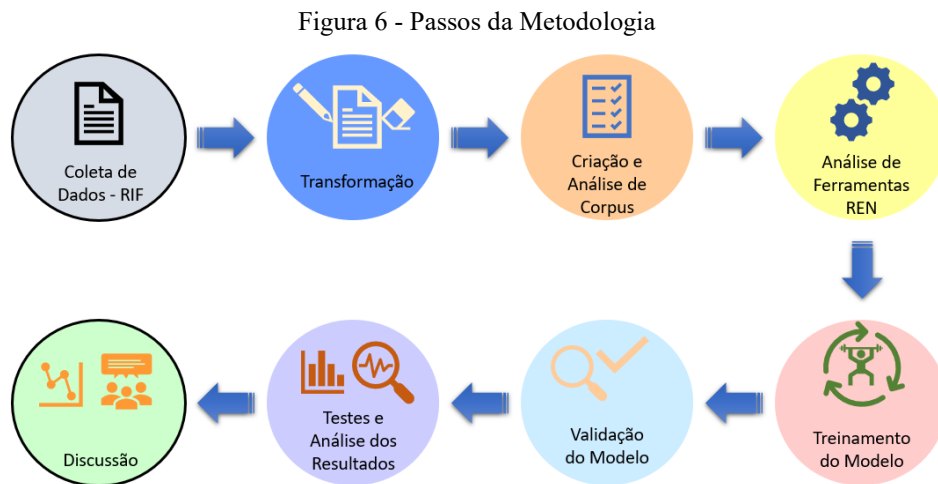 Figura 6 - Passos da Metodologia
Coleta de
Dados - RIF
Transformação
Criação e
Análise de
Corpus
Análise de
Ferramentas
REN
Treinamento
do Modelo
Validação
do Modelo
Testes e
Análise dos
Resultados
Discussão